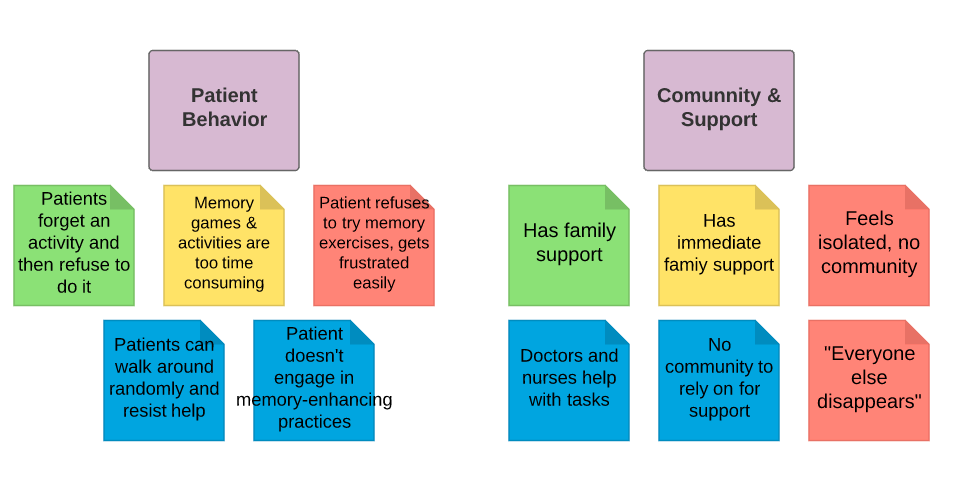 Patient
Behavior
Comunnity &
Support
Patients
forget an
activity and
then refuse to
do it
Memory
games &
activities are
too time
consuming
Patient refuses
to try memory
exercises, gets
frustrated
easily
Has family
support
Has
immediate
famiy support
Feels
isolated, no
community
Patients can
walk around
randomly and
resist help
Patient
doesn't
engage in
memory-enhancing
practices
Doctors and
nurses help
with tasks
No
community to
rely on for
support
"Everyone
else
disappears"